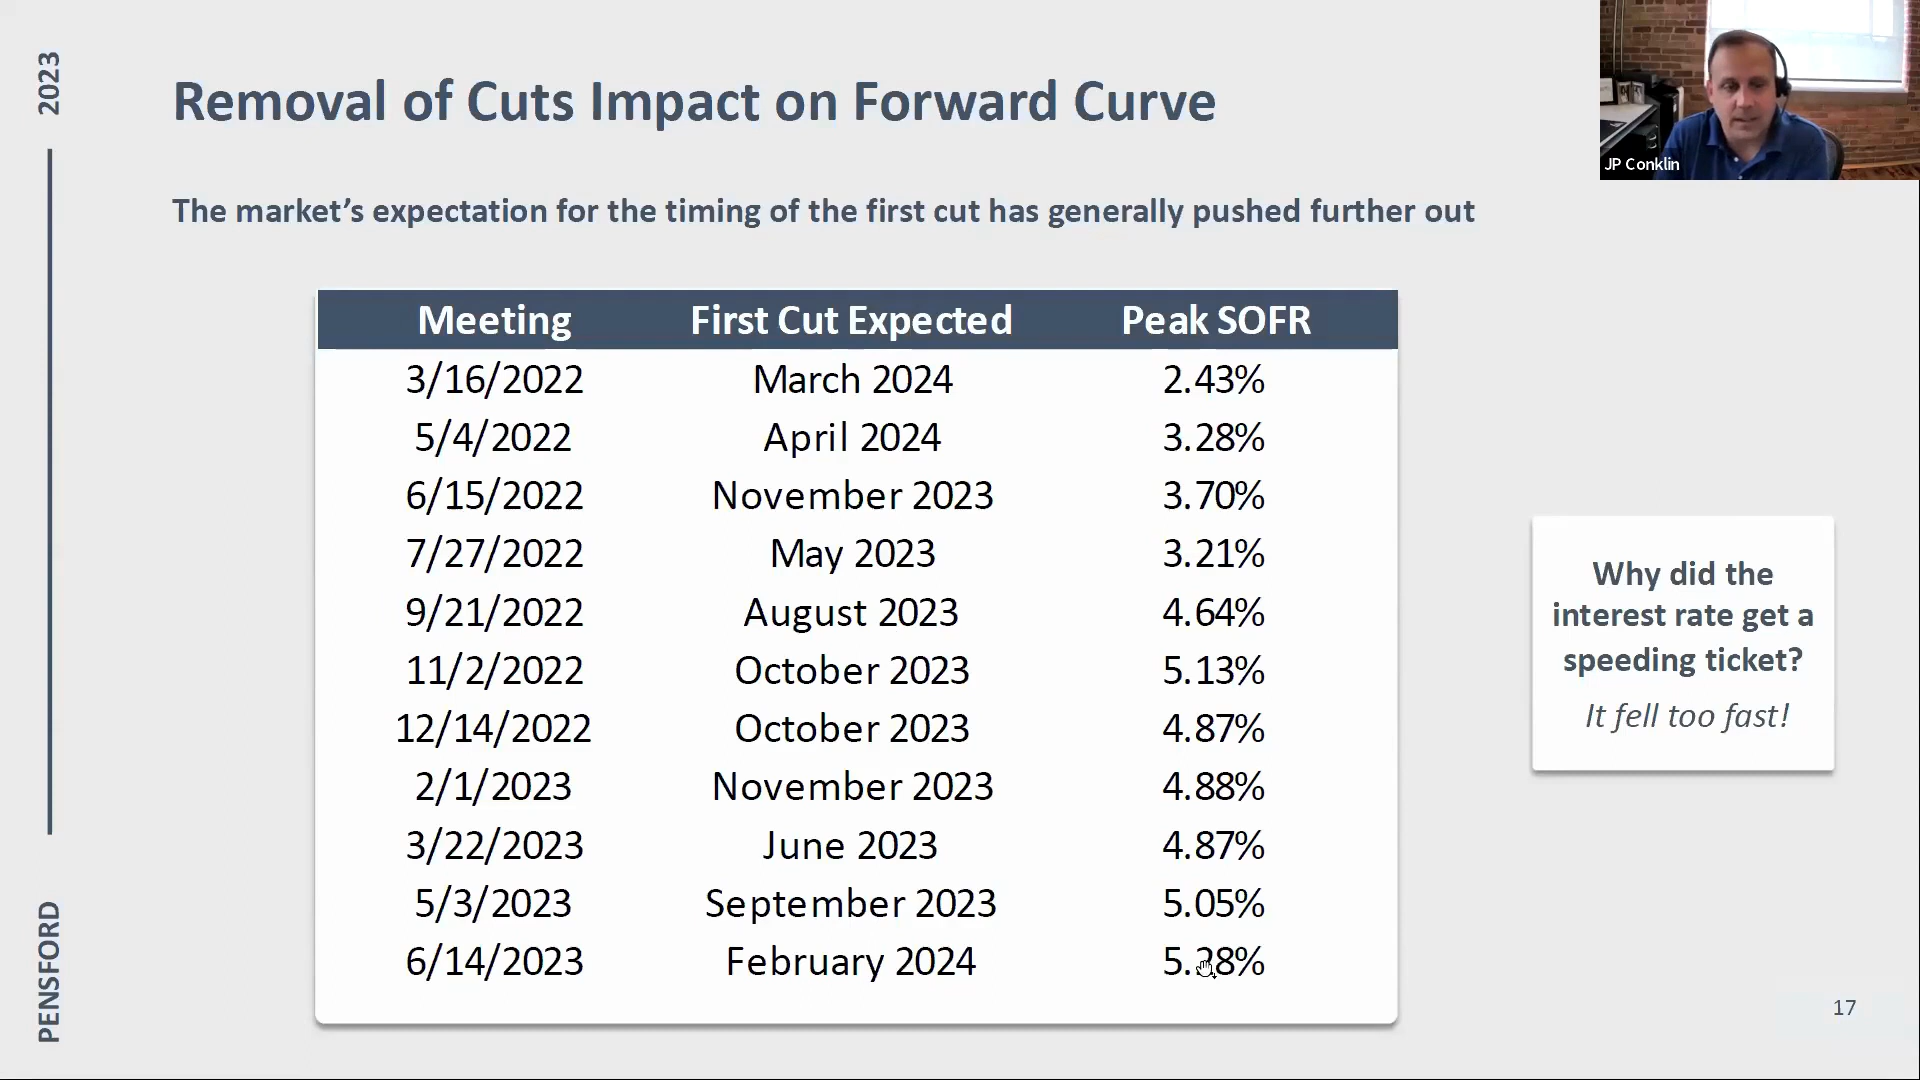 2023
PENSFORD
Removal of Cuts Impact on Forward Curve
JP Conklin
The market’s expectation for the timing of the first cut has generally pushed further out
Meeting First Cut Expected Peak SOFR
3/16/2022 March 2024 2.43%
5/4/2022 April 2024 3.28%
6/15/2022 November 2023 3.70%
7/27/2022 May 2023 3.21%
9/21/2022 August 2023 4.64%
11/2/2022 October 2023 5.13%
12/14/2022 October 2023 4.87%
2/1/2023 November 2023 4.88%
3/22/2023 June 2023 4.87%
5/3/2023 September 2023 5.05%
6/14/2023 February 2024 5.28%
Why did the
interest rate get a
speeding ticket?
It fell too fast!
17